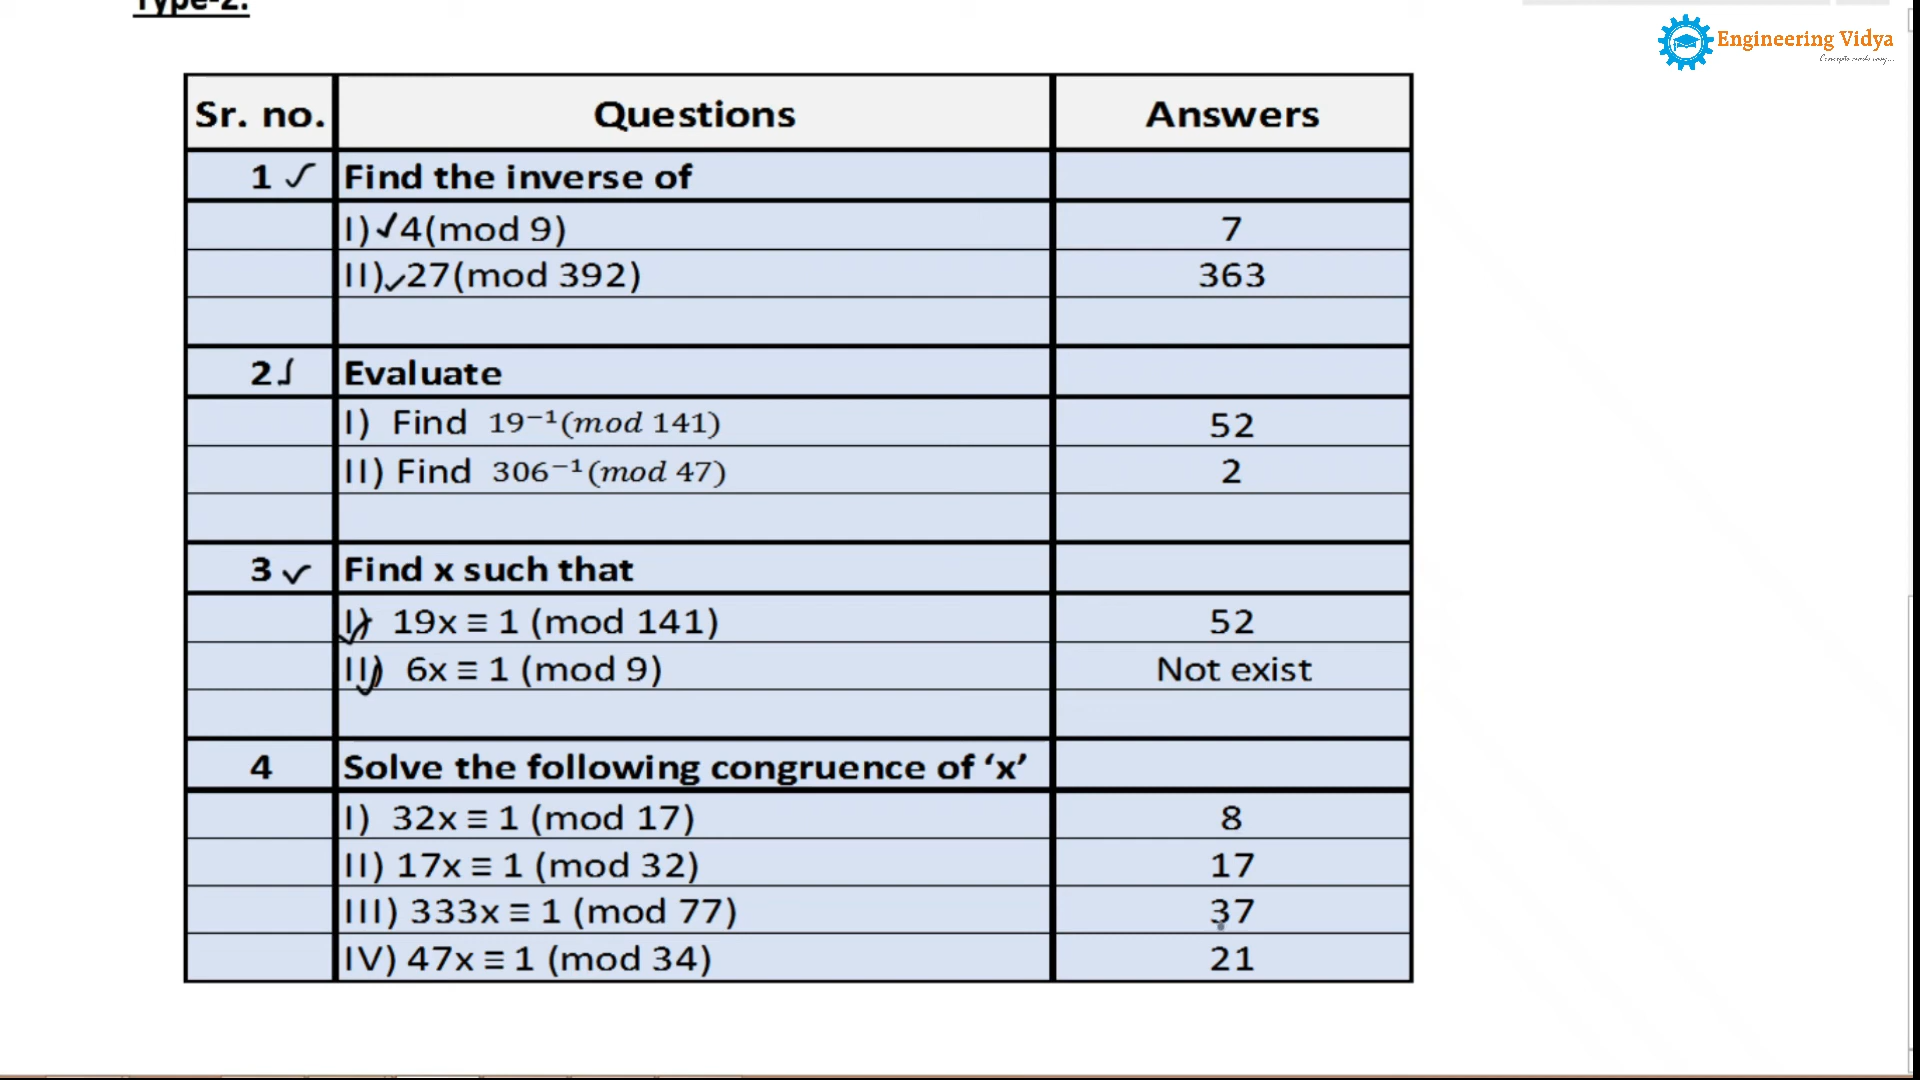 Type-2:
Engineering Vidya
Concepts made easy...
Sr. no. Questions Answers
1 Find the inverse of
I) 4(mod 9) 7
II) 27(mod 392) 363
2 Evaluate
I) Find 19⁻¹(mod 141) 52
II) Find 306⁻¹(mod 47) 2
3 Find x such that
I) 19x ≡ 1 (mod 141) 52
II) 6x ≡ 1 (mod 9) Not exist
4 Solve the following congruence of ‘x’
I) 32x ≡ 1 (mod 17) 8
II) 17x ≡ 1 (mod 32) 17
III) 333x ≡ 1 (mod 77) 37
IV) 47x ≡ 1 (mod 34) 21